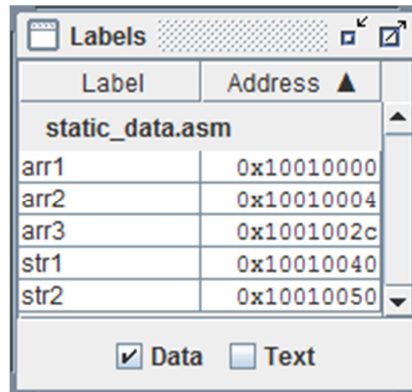 Labels
Label Address ▲
static_data.asm
arr1 0x10010000
arr2 0x10010004
arr3 0x1001002c
str1 0x10010040
str2 0x10010050
Data Text